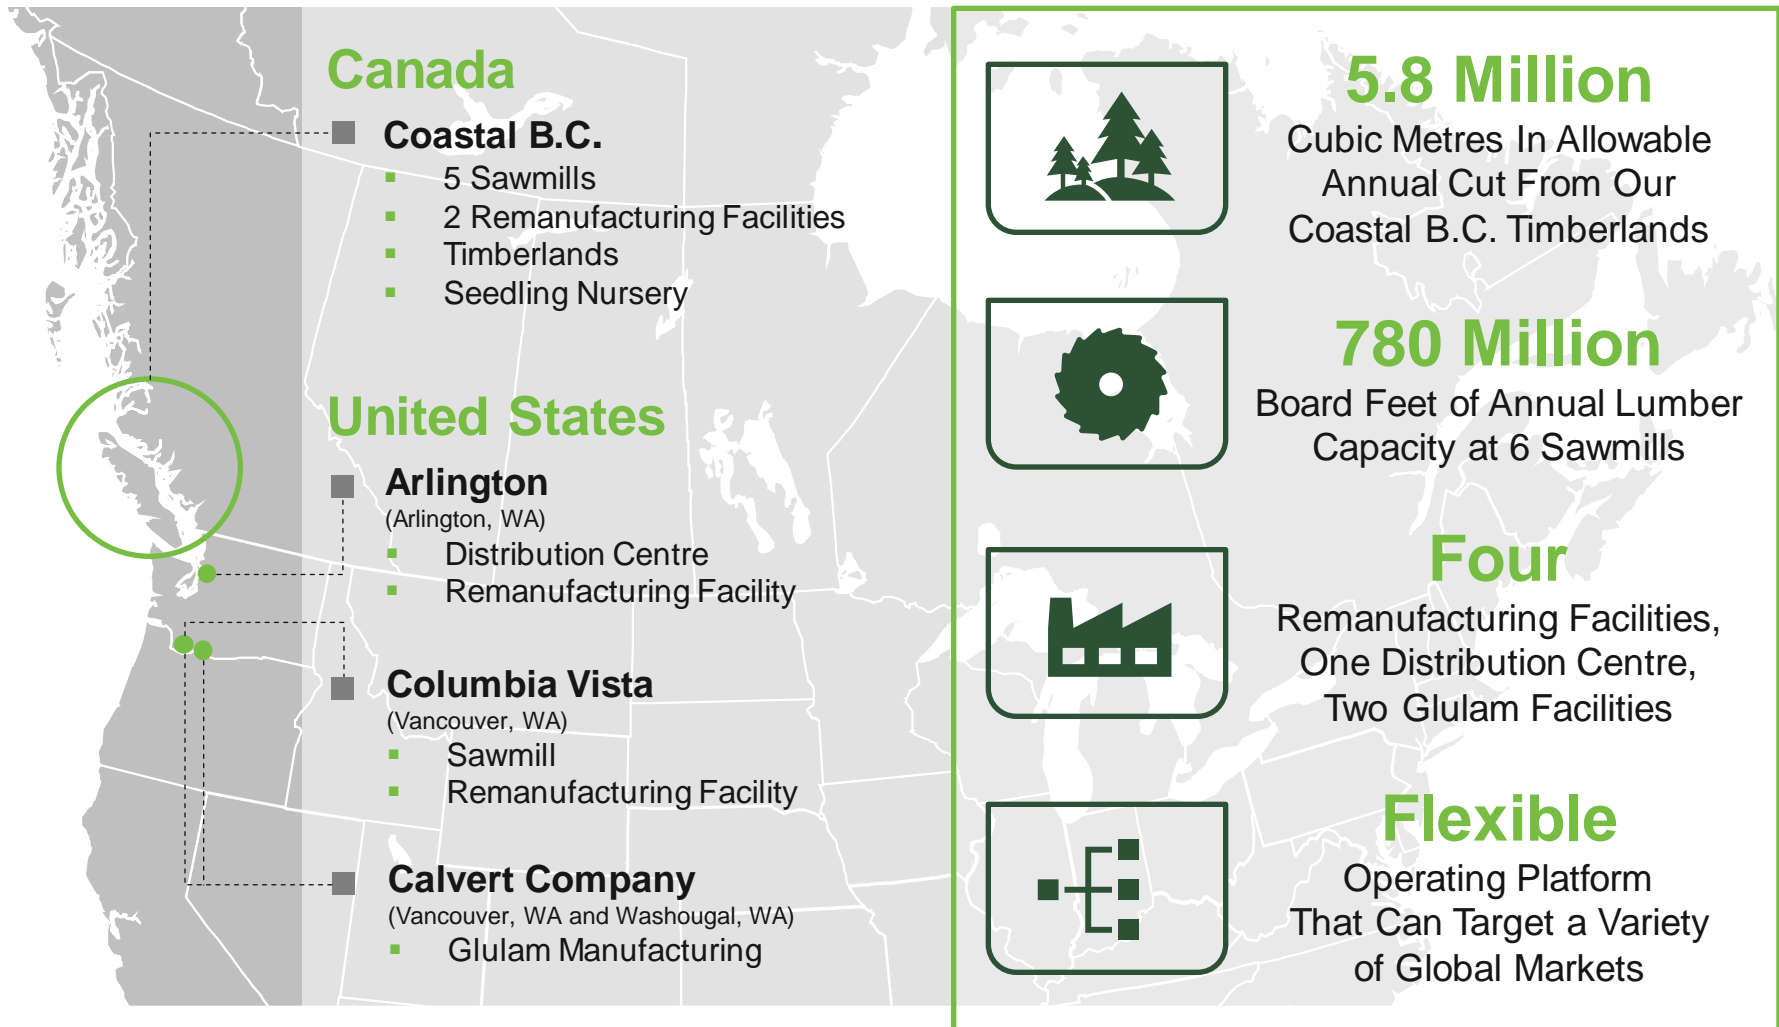 Canada
Coastal B.C.
▪ 5 Sawmills
▪ 2 Remanufacturing Facilities
▪ Timberlands
▪ Seedling Nursery
United States
Arlington
(Arlington, WA)
▪ Distribution Centre
▪ Remanufacturing Facility
Columbia Vista
(Vancouver, WA)
▪ Sawmill
▪ Remanufacturing Facility
Calvert Company
(Vancouver, WA and Washougal, WA)
▪ Glulam Manufacturing
5.8 Million
Cubic Metres In Allowable
Annual Cut From Our
Coastal B.C. Timberlands
780 Million
Board Feet of Annual Lumber
Capacity at 6 Sawmills
Four
Remanufacturing Facilities,
One Distribution Centre,
Two Glulam Facilities
Flexible
Operating Platform
That Can Target a Variety
of Global Markets